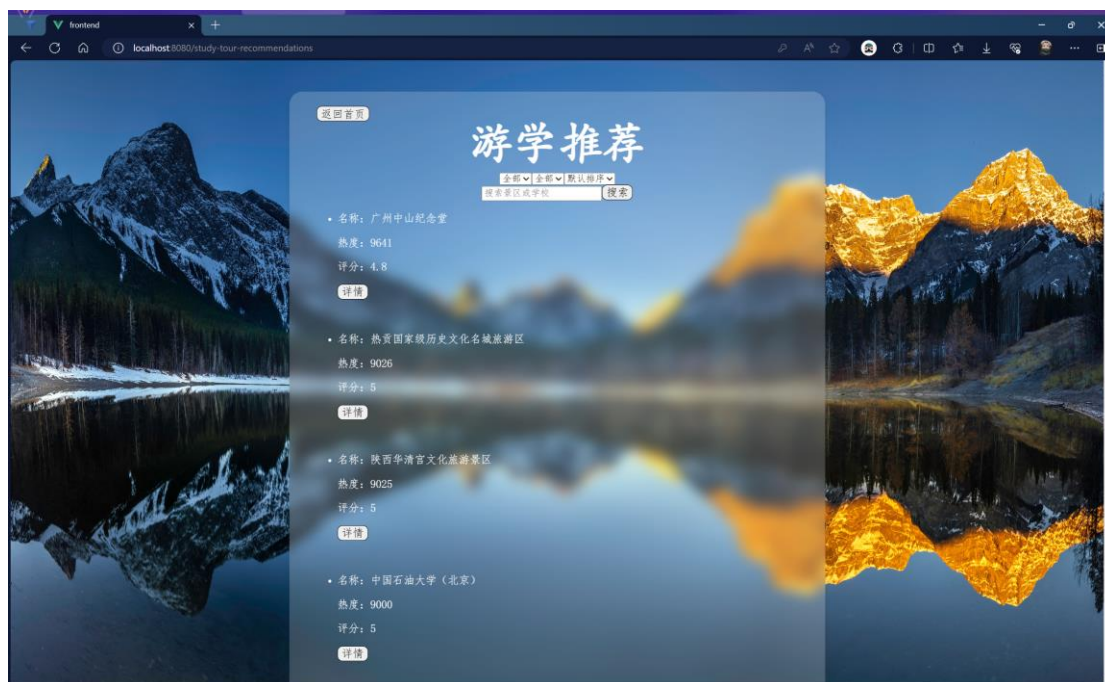 frontend
localhost:8080/study-tour-recommendations
返回首页
游学推荐
全部 全部 默认排序
搜索景区或学校 搜索
名称：广州中山纪念堂
热度：9641
评分：4.8
详情
名称：热贡国家级历史文化名城旅游区
热度：9026
评分：5
详情
名称：陕西华清宫文化旅游景区
热度：9025
评分：5
详情
名称：中国石油大学（北京）
热度：9000
评分：5
详情